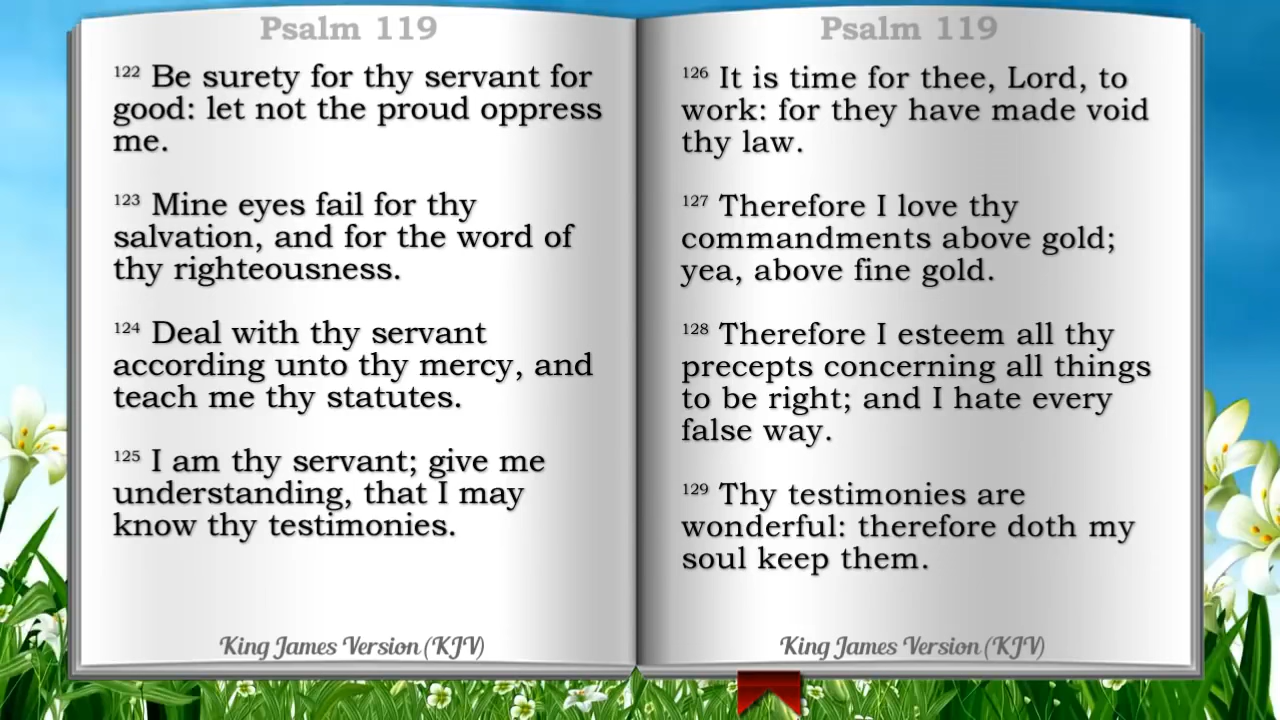 Psalm 119
122 Be surety for thy servant for
good: let not the proud oppress
me.
123 Mine eyes fail for thy
salvation, and for the word of
thy righteousness.
124 Deal with thy servant
according unto thy mercy, and
teach me thy statutes.
125 I am thy servant; give me
understanding, that I may
know thy testimonies.
King James Version (KJV)
Psalm 119
126 It is time for thee, Lord, to
work: for they have made void
thy law.
127 Therefore I love thy
commandments above gold;
yea, above fine gold.
128 Therefore I esteem all thy
precepts concerning all things
to be right; and I hate every
false way.
129 Thy testimonies are
wonderful: therefore doth my
soul keep them.
King James Version (KJV)